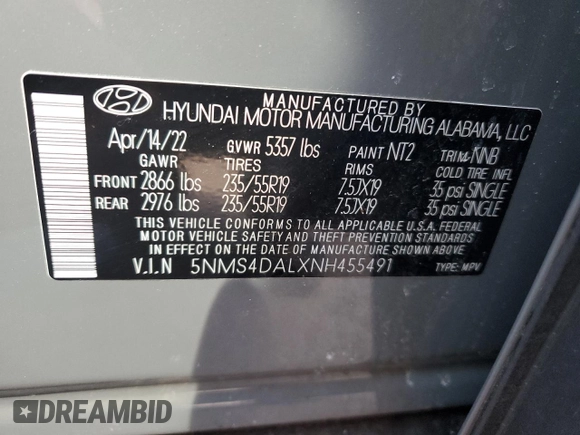 MANUFACTURED BY
HYUNDAI MOTOR MANUFACTURING ALABAMA, LLC
Apr/14/22 GVWR 5357 lbs PAINT NT2 TRIM NNB
GAWR TIRES RIMS COLD TIRE INFL
FRONT 2866 lbs 235/55R19 7.5JX19 35 psi SINGLE
REAR 2976 lbs 235/55R19 7.5JX19 35 psi SINGLE
THIS VEHICLE CONFORMS TO ALL APPLICABLE FEDERAL
MOTOR VEHICLE SAFETY STANDARDS
IN EFFECT ON THE DATE OF MANUFACTURE SHOWN ABOVE.
V.I.N 5NMS4DALXNH455491 TYPE: MPV
DREAMBID